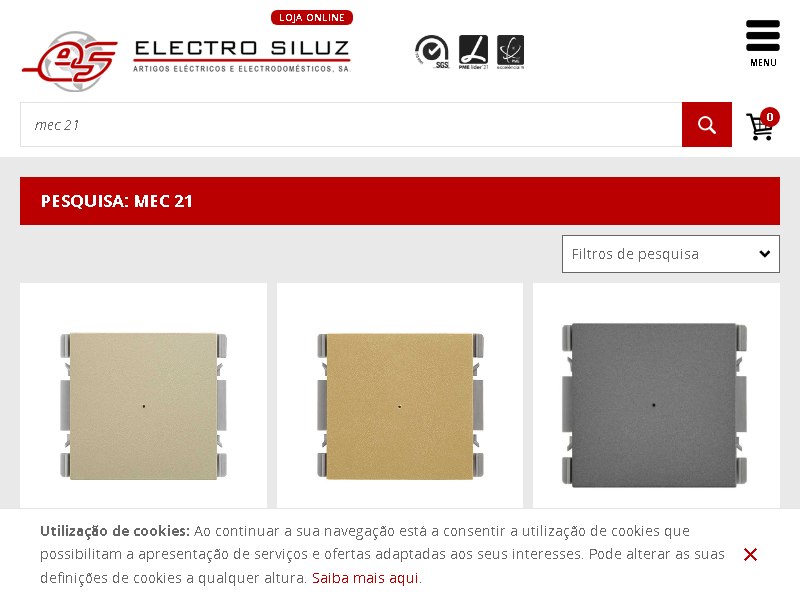 LOJA ONLINE
ELECTRO SILUZ
ARTIGOS ELÉCTRICOS E ELECTRODOMÉSTICOS, SA.
SGS
PME líder'21
PME
excelência'19
MENU
mec 21
0
PESQUISA: MEC 21
Filtros de pesquisa
Utilização de cookies: Ao continuar a sua navegação está a consentir a utilização de cookies que
possibilitam a apresentação de serviços e ofertas adaptadas aos seus interesses. Pode alterar as suas
definições de cookies a qualquer altura. Saiba mais aqui.